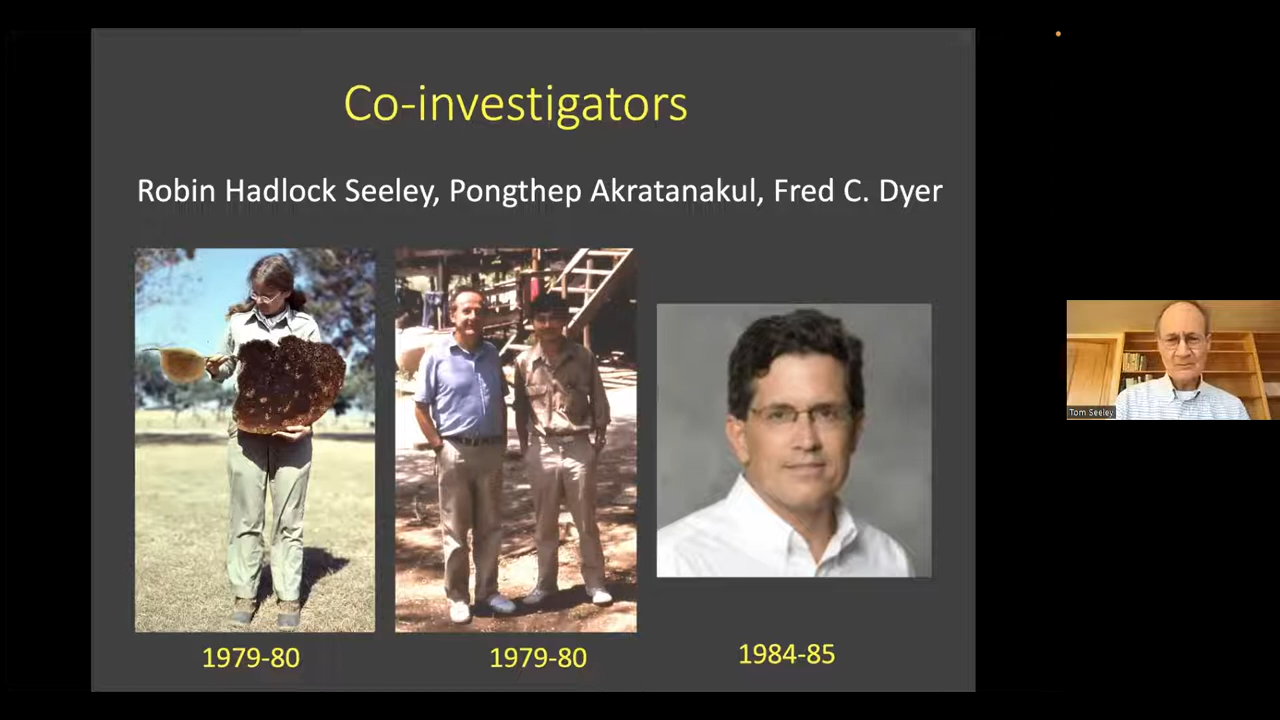 Co-investigators
Robin Hadlock Seeley, Pongthep Akratanakul, Fred C. Dyer
1979-80
1979-80
1984-85
Tom Seeley